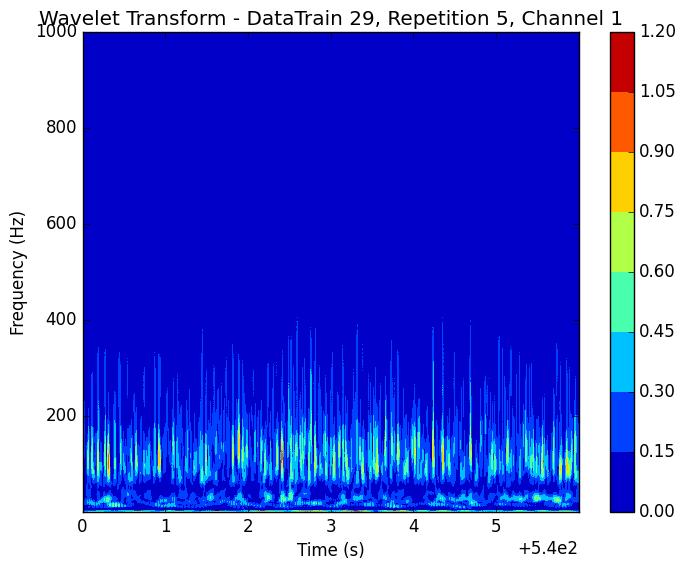 Wavelet Transform - DataTrain 29, Repetition 5, Channel 1
1000
800
600
400
200
Frequency (Hz)
0 1 2 3 4 5
Time (s)
+5.4e2
1.20
1.05
0.90
0.75
0.60
0.45
0.30
0.15
0.00